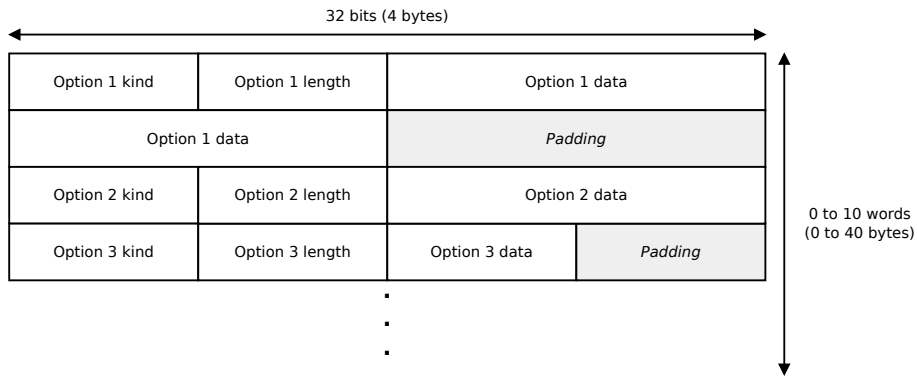 32 bits (4 bytes)
Option 1 kind
Option 1 length
Option 1 data
Option 1 data
Padding
Option 2 kind
Option 2 length
Option 2 data
Option 3 kind
Option 3 length
Option 3 data
Padding
0 to 10 words
(0 to 40 bytes)